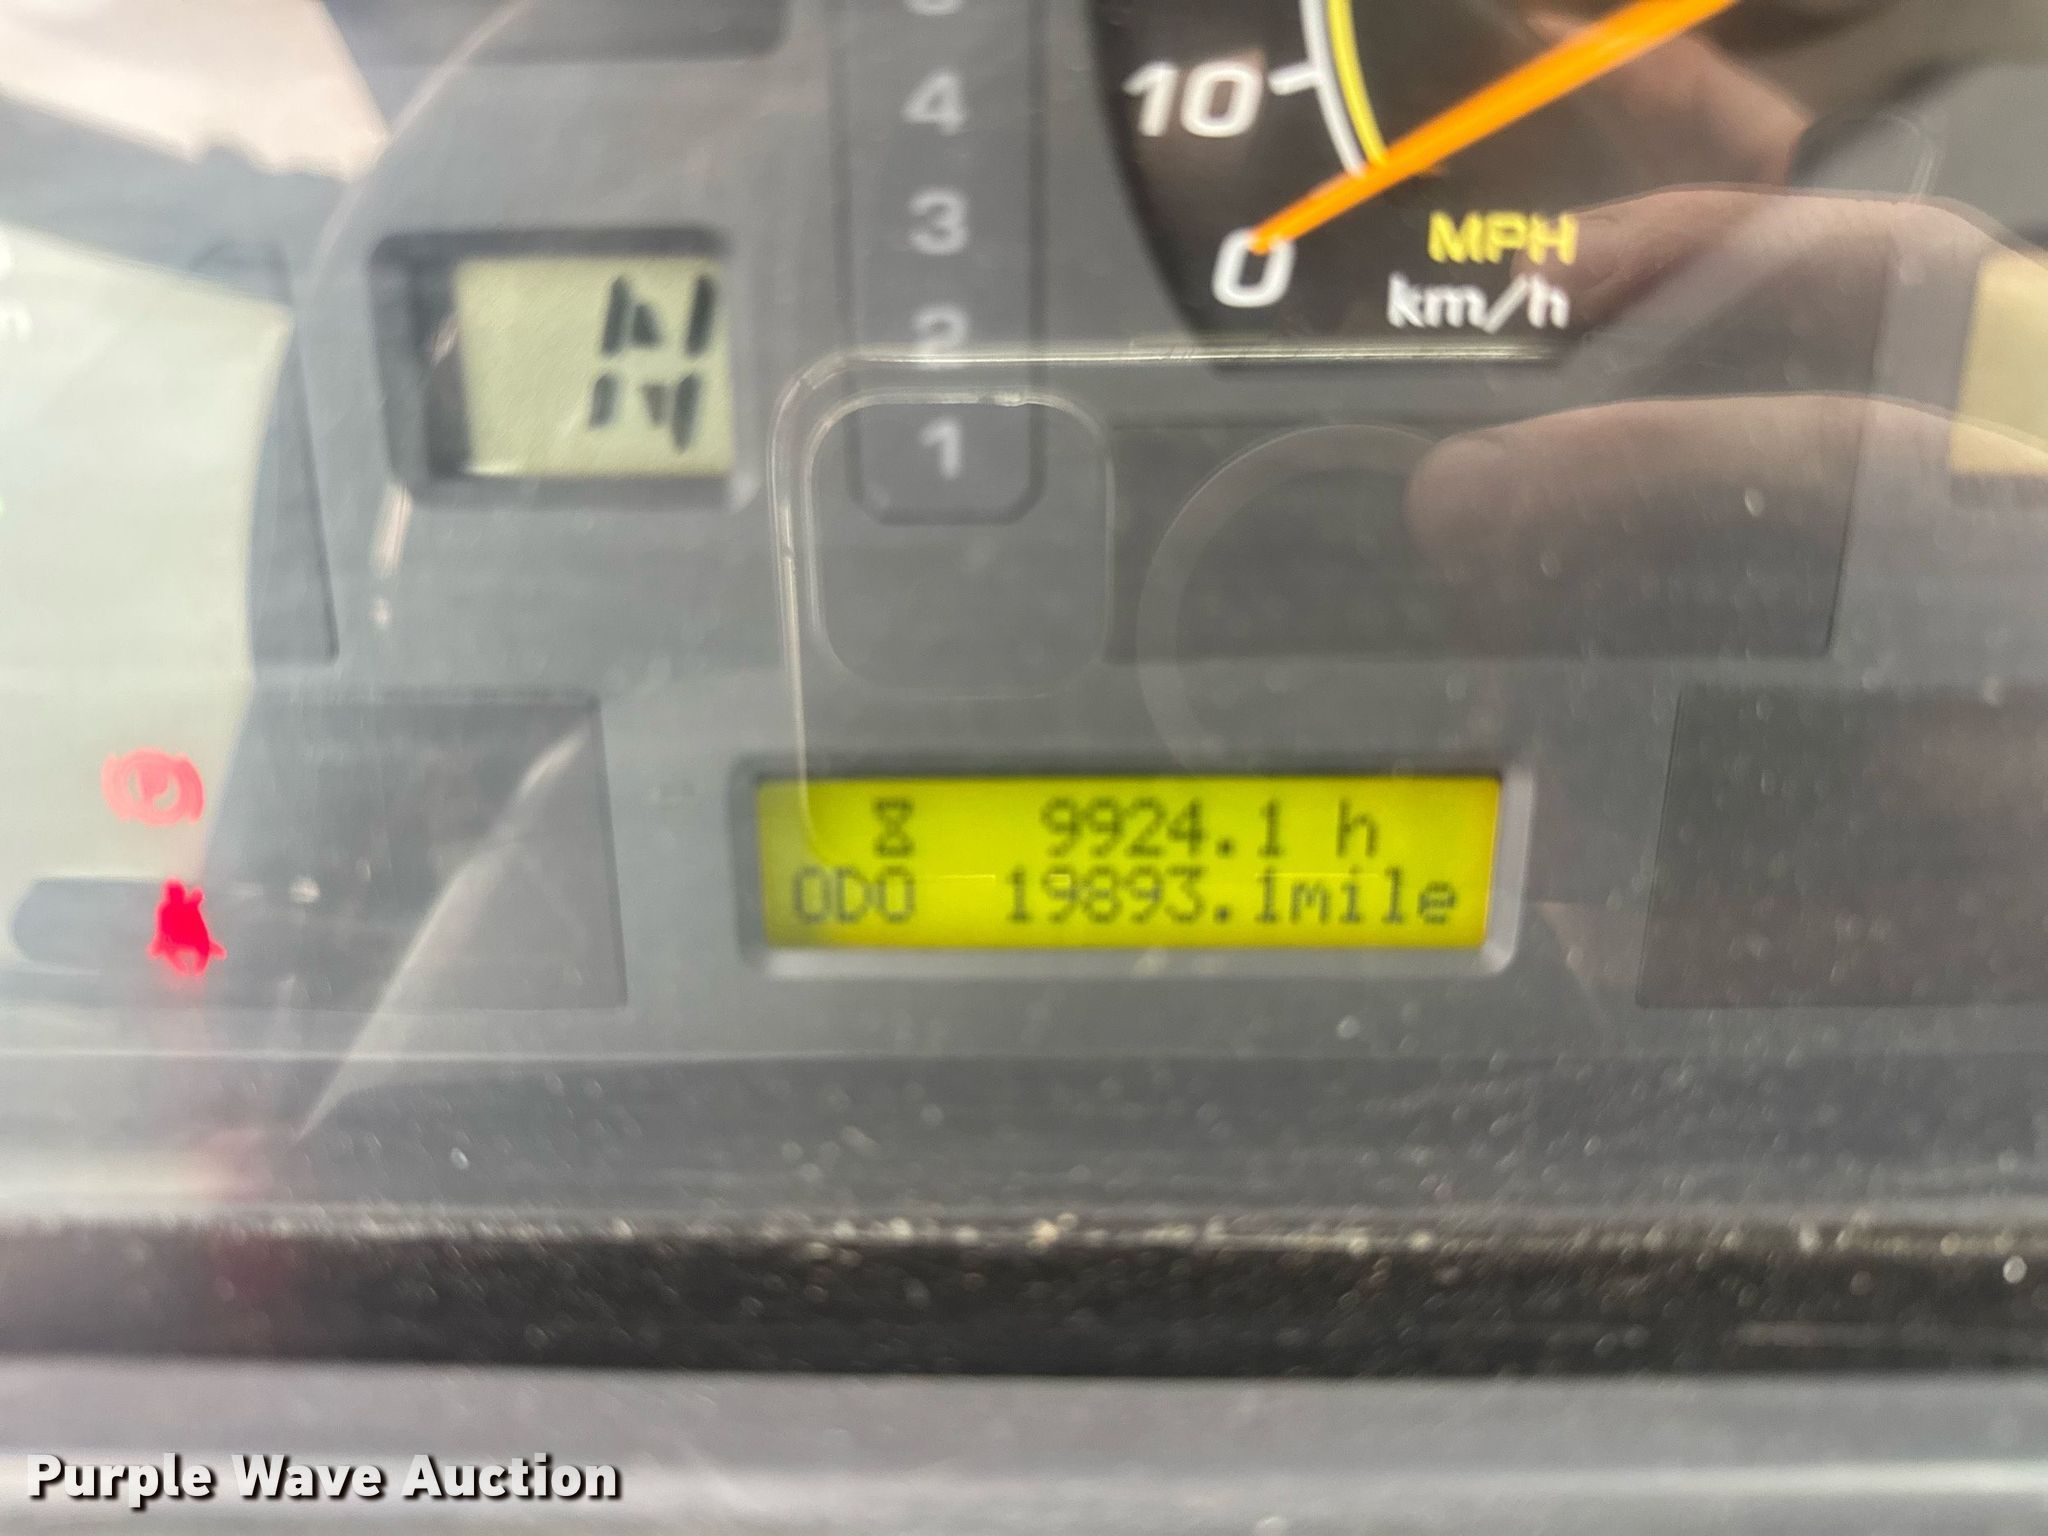 4
10
3
MPH
0
km/h
N
2
1
P
9924.1 h
ODO 19893.1mile
Purple Wave Auction